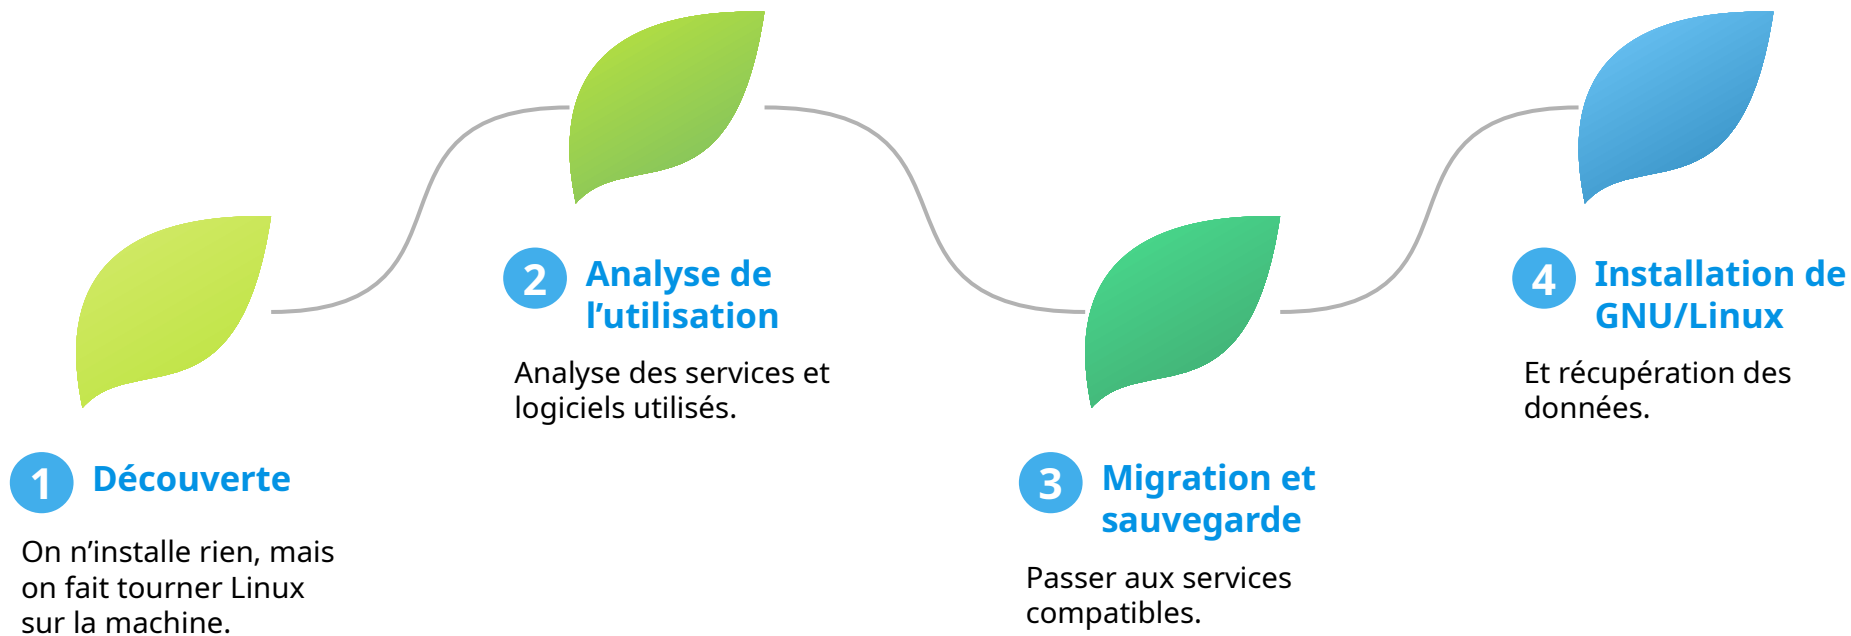 1 Découverte
On n’installe rien, mais
on fait tourner Linux
sur la machine.
2 Analyse de
l’utilisation
Analyse des services et
logiciels utilisés.
3 Migration et
sauvegarde
Passer aux services
compatibles.
4 Installation de
GNU/Linux
Et récupération des
données.